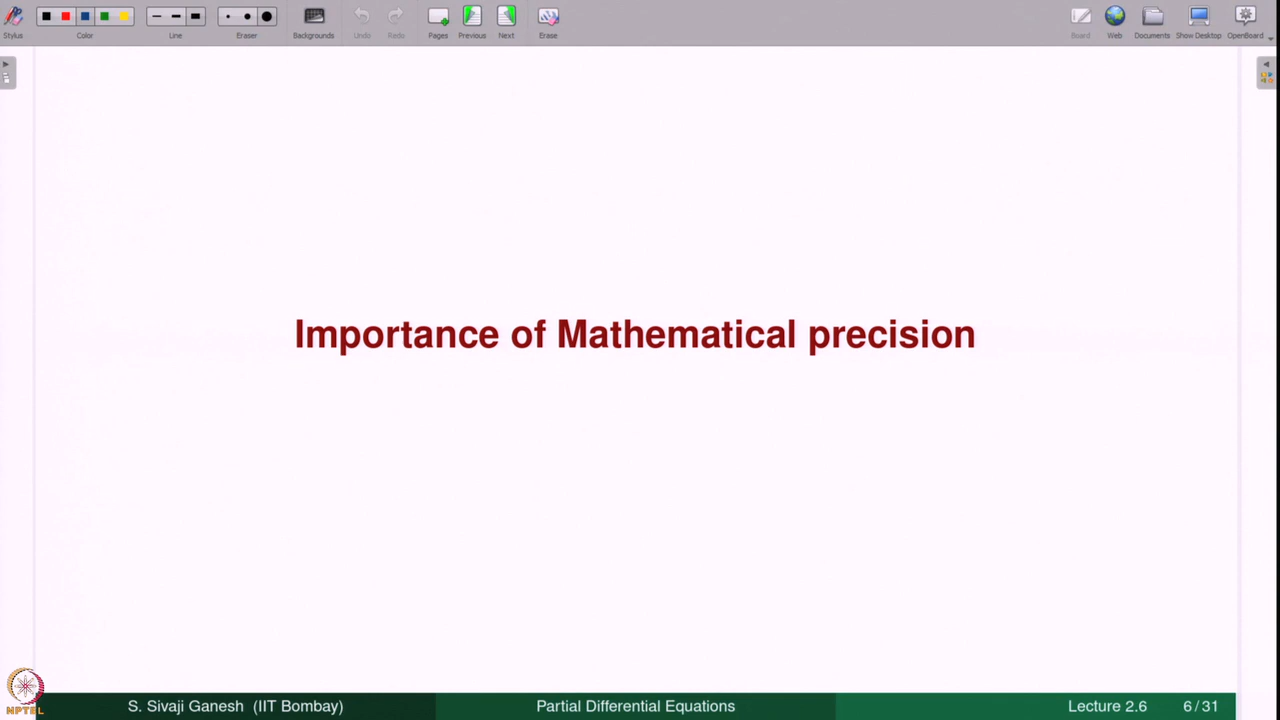 Stylus Color Line Eraser Backgrounds Undo Redo Pages Previous Next Erase Board Web Documents Show Desktop OpenBoard
Importance of Mathematical precision
NPTEL
S. Sivaji Ganesh (IIT Bombay) Partial Differential Equations Lecture 2.6 6/31